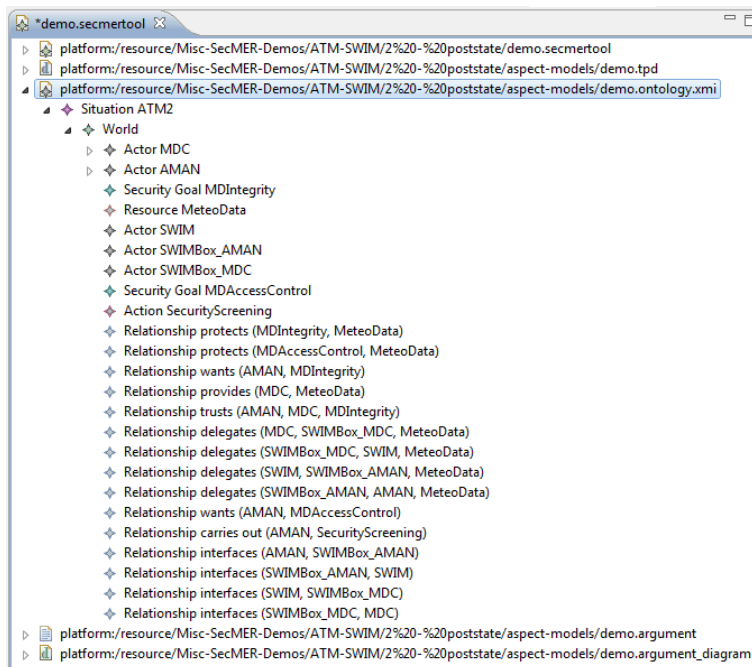 *demo.secmertool
platform:/resource/Misc-SecMER-Demos/ATM-SWIM/2%20-%20poststate/demo.secmertool
platform:/resource/Misc-SecMER-Demos/ATM-SWIM/2%20-%20poststate/aspect-models/demo.tpd
platform:/resource/Misc-SecMER-Demos/ATM-SWIM/2%20-%20poststate/aspect-models/demo.ontology.xmi
Situation ATM2
World
Actor MDC
Actor AMAN
Security Goal MDIntegrity
Resource MeteoData
Actor SWIM
Actor SWIMBox_AMAN
Actor SWIMBox_MDC
Security Goal MDAccessControl
Action SecurityScreening
Relationship protects (MDIntegrity, MeteoData)
Relationship protects (MDAccessControl, MeteoData)
Relationship wants (AMAN, MDIntegrity)
Relationship provides (MDC, MeteoData)
Relationship trusts (AMAN, MDC, MDIntegrity)
Relationship delegates (MDC, SWIMBox_MDC, MeteoData)
Relationship delegates (SWIMBox_MDC, SWIM, MeteoData)
Relationship delegates (SWIM, SWIMBox_AMAN, MeteoData)
Relationship delegates (SWIMBox_AMAN, AMAN, MeteoData)
Relationship wants (AMAN, MDAccessControl)
Relationship carries out (AMAN, SecurityScreening)
Relationship interfaces (AMAN, SWIMBox_AMAN)
Relationship interfaces (SWIMBox_AMAN, SWIM)
Relationship interfaces (SWIM, SWIMBox_MDC)
Relationship interfaces (SWIMBox_MDC, MDC)
platform:/resource/Misc-SecMER-Demos/ATM-SWIM/2%20-%20poststate/aspect-models/demo.argument
platform:/resource/Misc-SecMER-Demos/ATM-SWIM/2%20-%20poststate/aspect-models/demo.argument_diagram